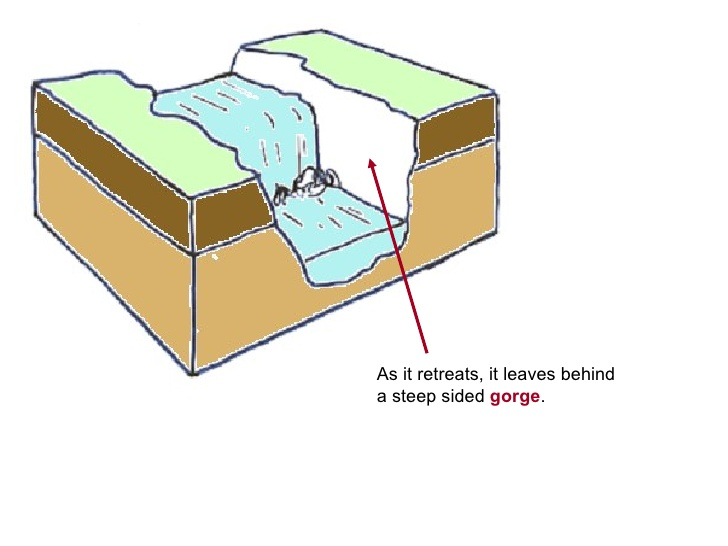 As it retreats, it leaves behind
a steep sided gorge.